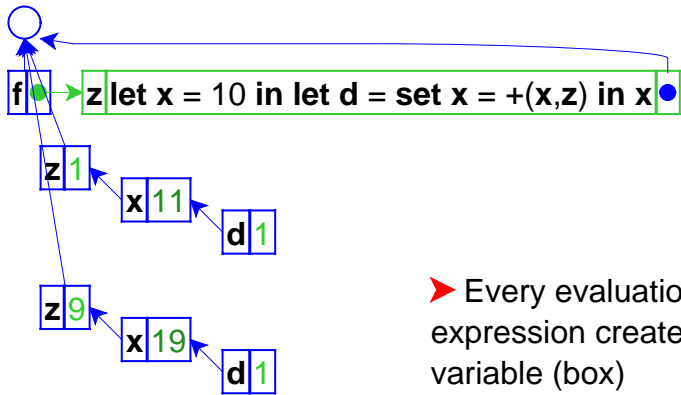 f z let x = 10 in let d = set x = +(x,z) in x
z 1
x 11
d 1
z 9
x 19
d 1
➤ Every evaluatio
expression create
variable (box)